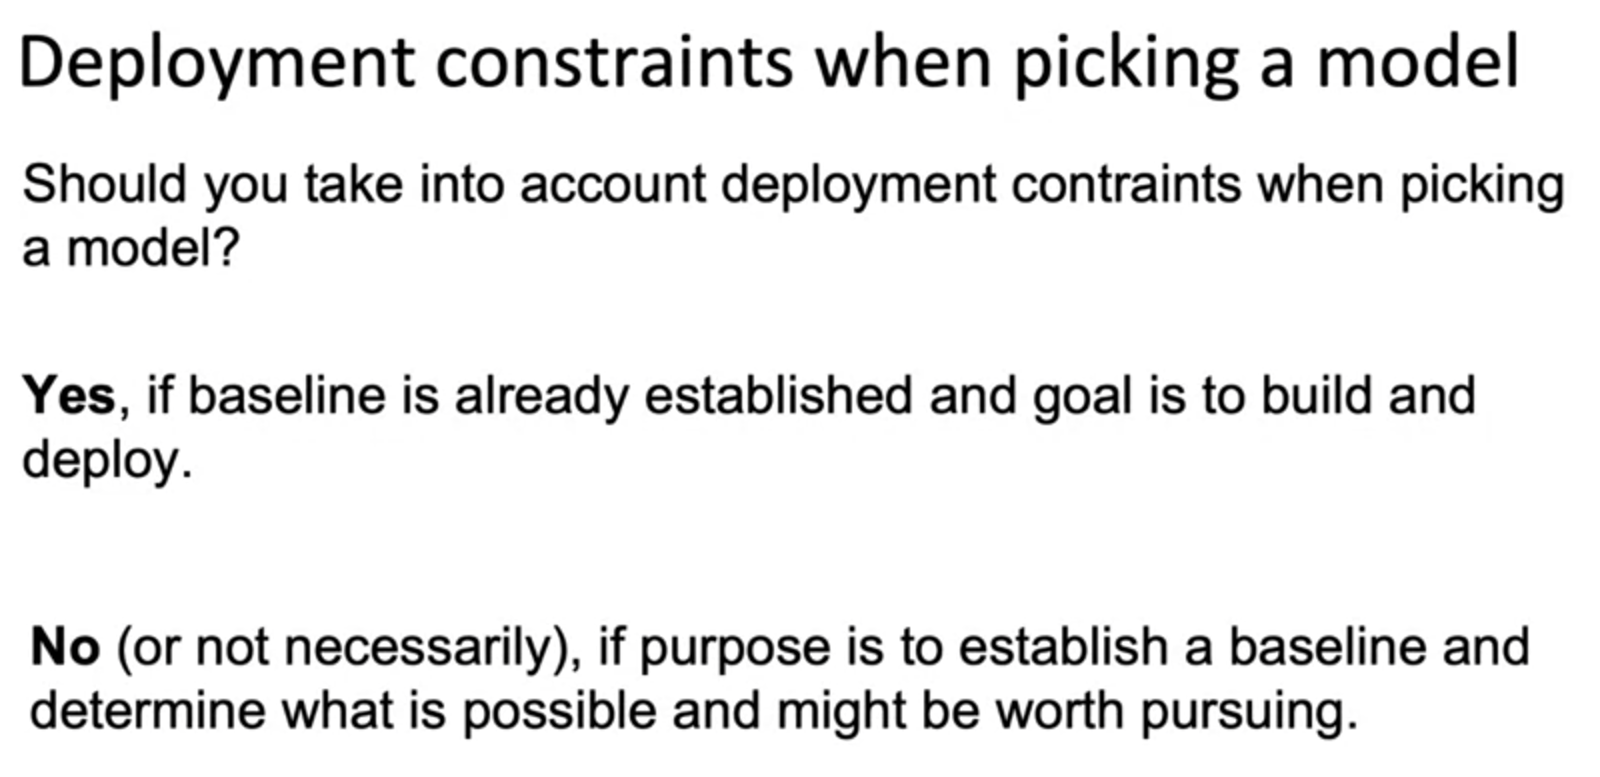 Deployment constraints when picking a model
Should you take into account deployment contraints when picking
a model?
Yes, if baseline is already established and goal is to build and
deploy.
No (or not necessarily), if purpose is to establish a baseline and
determine what is possible and might be worth pursuing.